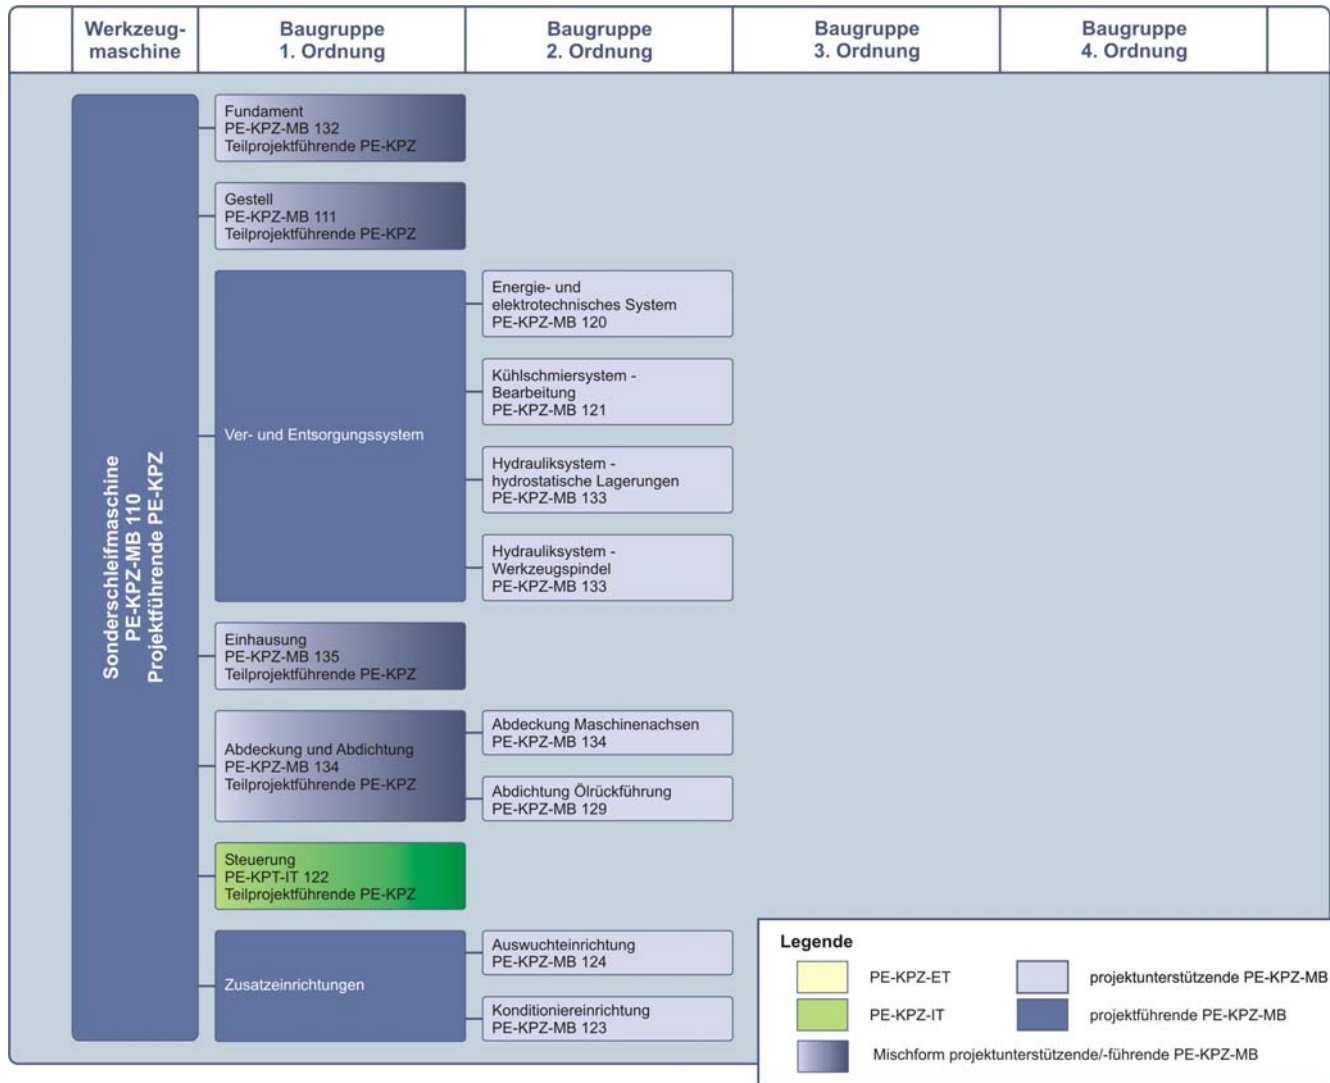 Werkzeug-
maschine
Baugruppe
1. Ordnung
Baugruppe
2. Ordnung
Baugruppe
3. Ordnung
Baugruppe
4. Ordnung
Sonderschleifmaschine
PE-KPZ-MB 110
Projektführende PE-KPZ
Fundament
PE-KPZ-MB 132
Teilprojektführende PE-KPZ
Gestell
PE-KPZ-MB 111
Teilprojektführende PE-KPZ
Ver- und Entsorgungssystem
Energie- und
elektrotechnisches System
PE-KPZ-MB 120
Kühlschmiersystem -
Bearbeitung
PE-KPZ-MB 121
Hydrauliksystem -
hydrostatische Lagerungen
PE-KPZ-MB 133
Hydrauliksystem -
Werkzeugspindel
PE-KPZ-MB 133
Einhausung
PE-KPZ-MB 135
Teilprojektführende PE-KPZ
Abdeckung und Abdichtung
PE-KPZ-MB 134
Teilprojektführende PE-KPZ
Abdeckung Maschinenachsen
PE-KPZ-MB 134
Abdichtung Ölrückführung
PE-KPZ-MB 129
Steuerung
PE-KPT-IT 122
Teilprojektführende PE-KPZ
Zusatzeinrichtungen
Auswuchteinrichtung
PE-KPZ-MB 124
Konditioniereinrichtung
PE-KPZ-MB 123
Legende
PE-KPZ-ET
projektunterstützende PE-KPZ-MB
PE-KPZ-IT
projektführende PE-KPZ-MB
Mischform projektunterstützende/-führende PE-KPZ-MB